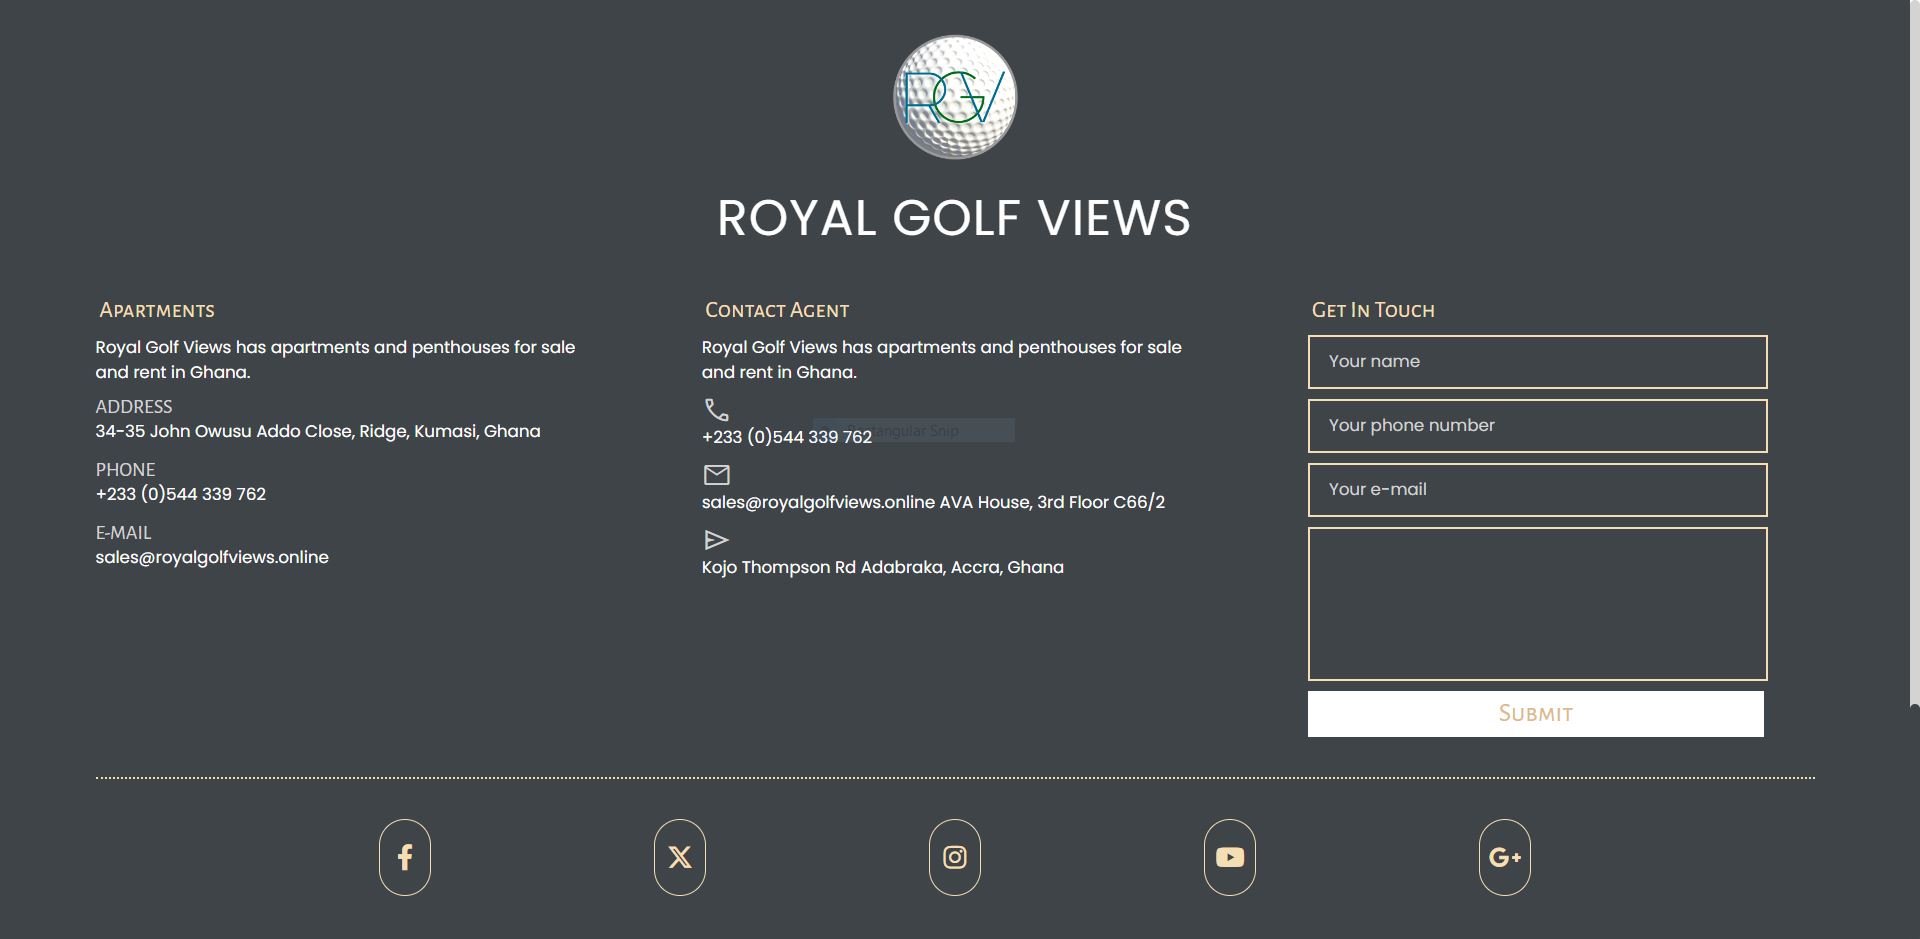 RGV
ROYAL GOLF VIEWS
Apartments
Royal Golf Views has apartments and penthouses for sale
and rent in Ghana.
ADDRESS
34-35 John Owusu Addo Close, Ridge, Kumasi, Ghana
PHONE
+233 (0)544 339 762
E-MAIL
sales@royalgolfviews.online
Contact Agent
Royal Golf Views has apartments and penthouses for sale
and rent in Ghana.
Rectangular Snip
+233 (0)544 339 762
sales@royalgolfviews.online AVA House, 3rd Floor C66/2
Kojo Thompson Rd Adabraka, Accra, Ghana
Get In Touch
Your name
Your phone number
Your e-mail
Submit
f
X
G+